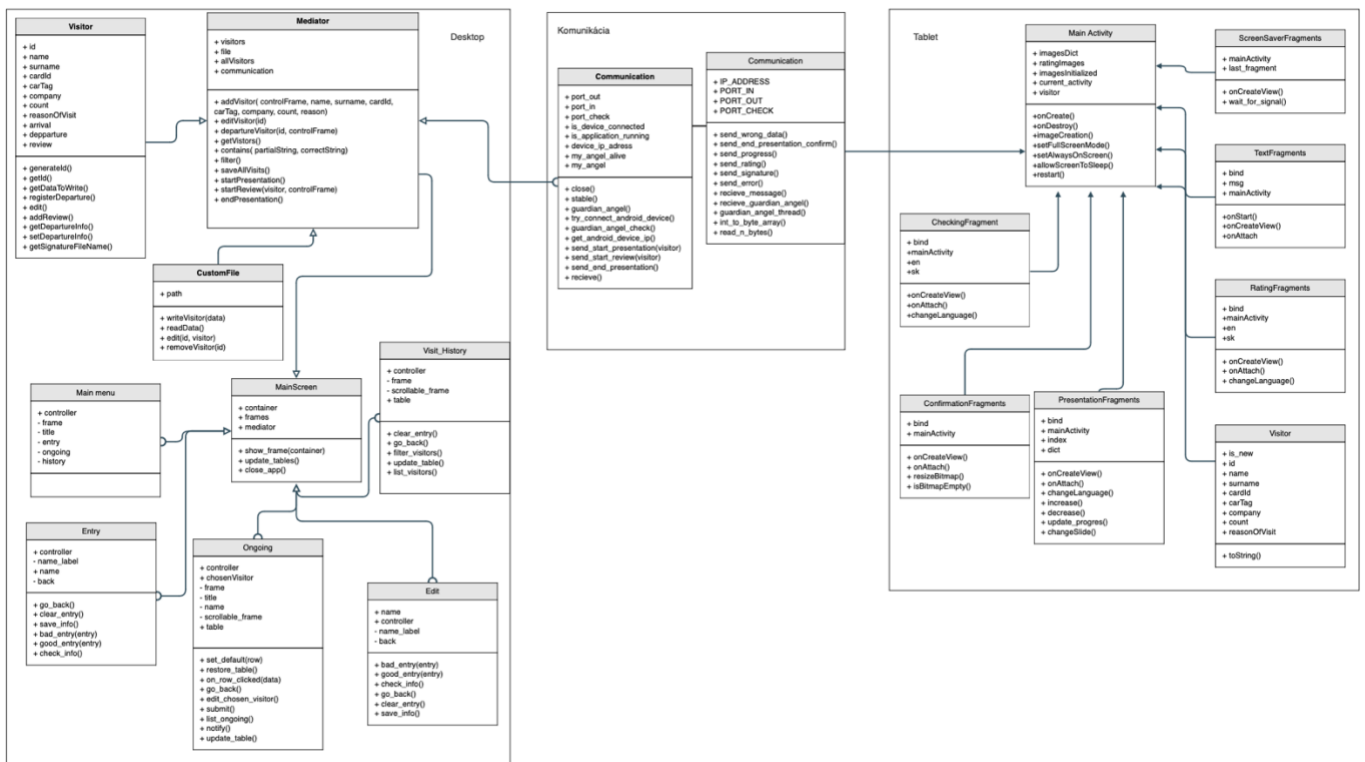 Desktop
Visitor
+ id
+ name
+ surname
+ cardId
+ carTag
+ company
+ count
+ reasonOfVisit
+ arrival
+ depparture
+ review
+ generateId()
+ getId()
+ getDataToWrite()
+ registerDeparture()
+ edit()
+ addReview()
+ getDepartureInfo()
+ setDepartureInfo()
+ getSignatureFileName()
Mediator
+ visitors
+ file
+ allVisitors
+ communication
+ addVisitor( controlFrame, name, surname, cardId,
carTag, company, count, reason)
+ editVisitor(id)
+ departureVisitor(id, controlFrame)
+ getVistors()
+ contains( partialString, correctString)
+ filter()
+ saveAllVisits()
+ startPresentation()
+ startReview(visitor, controlFrame)
+ endPresentation()
CustomFile
+ path
+ writeVisitor(data)
+ readData()
+ edit(id, visitor)
+ removeVisitor(id)
Visit_History
+ controller
- frame
- scrollable_frame
+ table
+ clear_entry()
+ go_back()
+ filter_visitors()
+ update_table()
+ list_visitors()
Main menu
+ controller
- frame
- title
- entry
- ongoing
- history
MainScreen
+ container
+ frames
+ mediator
+ show_frame(container)
+ update_tables()
+ close_app()
Entry
+ controller
- name_label
+ name
- back
+ go_back()
+ clear_entry()
+ save_info()
+ bad_entry(entry)
+ good_entry(entry)
+ check_info()
Ongoing
+ controller
+ chosenVisitor
- frame
- title
- name
- scrollable_frame
+ table
+ set_default(row)
+ restore_table()
+ on_row_clicked(data)
+ go_back()
+ edit_chosen_visitor()
+ submit()
+ list_ongoing()
+ notify()
+ update_table()
Edit
+ name
+ controller
- name_label
- back
+ bad_entry(entry)
+ good_entry(entry)
+ check_info()
+ go_back()
+ clear_entry()
+ save_info()
Komunikácia
Communication
+ port_out
+ port_in
+ port_check
+ is_device_connected
+ is_application_running
+ device_ip_adress
+ my_angel_alive
+ my_angel
+ close()
+ stable()
+ guardian_angel()
+ try_connect_android_device()
+ guardian_angel_check()
+ get_android_device_ip()
+ send_start_presentation(visitor)
+ send_start_review(visitor)
+ send_end_presentation()
+ recieve()
Communication
+ IP_ADDRESS
+ PORT_IN
+ PORT_OUT
+ PORT_CHECK
+ send_wrong_data()
+ send_end_presentation_confirm()
+ send_progress()
+ send_rating()
+ send_signature()
+ send_error()
+ recieve_message()
+ recieve_guardian_angel()
+ guardian_angel_thread()
+ int_to_byte_array()
+ read_n_bytes()
Tablet
Main Activity
+ imagesDict
+ ratingImages
+ imagesInitialized
+ current_activity
+ visitor
+onCreate()
+onDestroy()
+imageCreation()
+setFullScreenMode()
+setAlwaysOnScreen()
+allowScreenToSleep()
+restart()
ScreenSaverFragments
+ mainActivity
+ last_fragment
+ onCreateView()
+ wait_for_signal()
TextFragments
+ bind
+ msg
+ mainActivity
+ onStart()
+onCreateView()
+onAttach
CheckingFragment
+ bind
+mainActivity
+en
+sk
+onCreateView()
+onAttach()
+changeLanguage()
RatingFragments
+ bind
+mainActivity
+en
+sk
+ onCreateView()
+ onAttach()
+ changeLanguage()
ConfirmationFragments
+ bind
+ mainActivity
+ onCreateView()
+ onAttach()
+ resizeBitmap()
+ isBitmapEmpty()
PresentationFragments
+ bind
+ mainActivity
+ index
+ dict
+ onCreateView()
+ onAttach()
+ changeLanguage()
+ increase()
+ decrease()
+ update_progres()
+ changeSlide()
Visitor
+ is_new
+ id
+ name
+ surname
+ cardId
+ carTag
+ company
+ count
+ reasonOfVisit
+ toString()